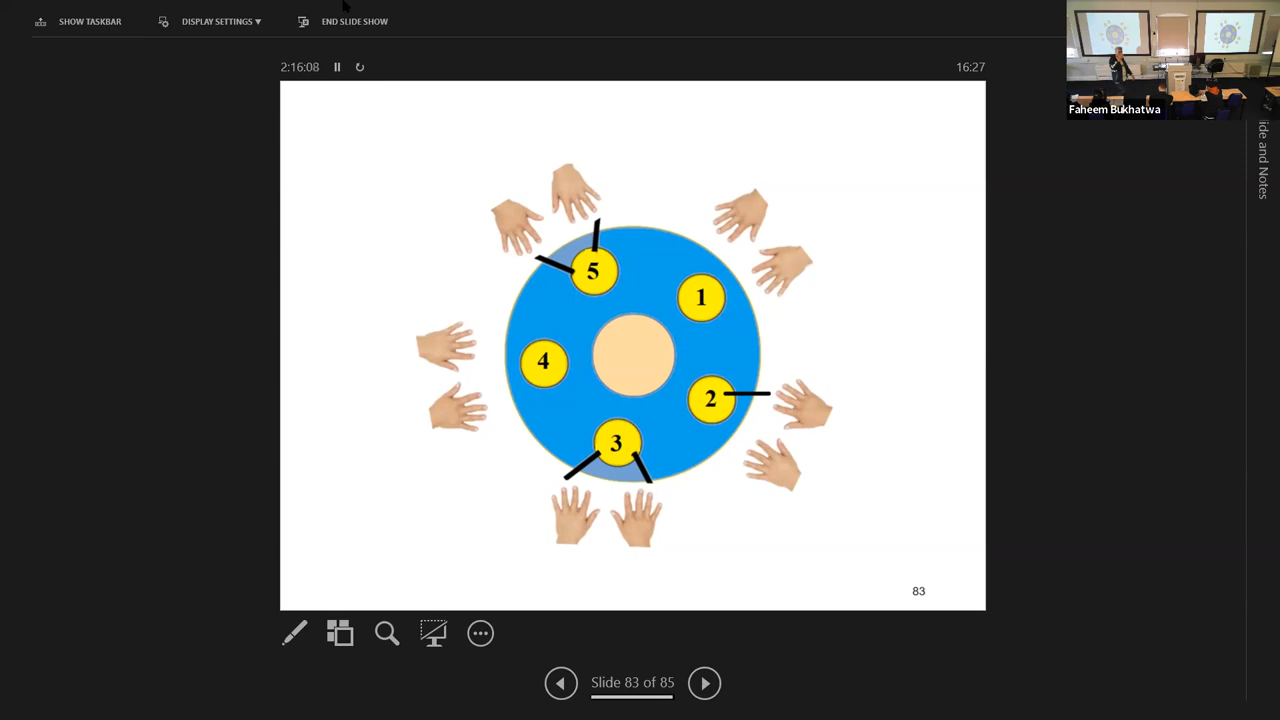 SHOW TASKBAR
DISPLAY SETTINGS ▼
END SLIDE SHOW
Faheem Bukhatwa
2:16:08
16:27
ide and Notes
5
1
4
2
3
83
Slide 83 of 85